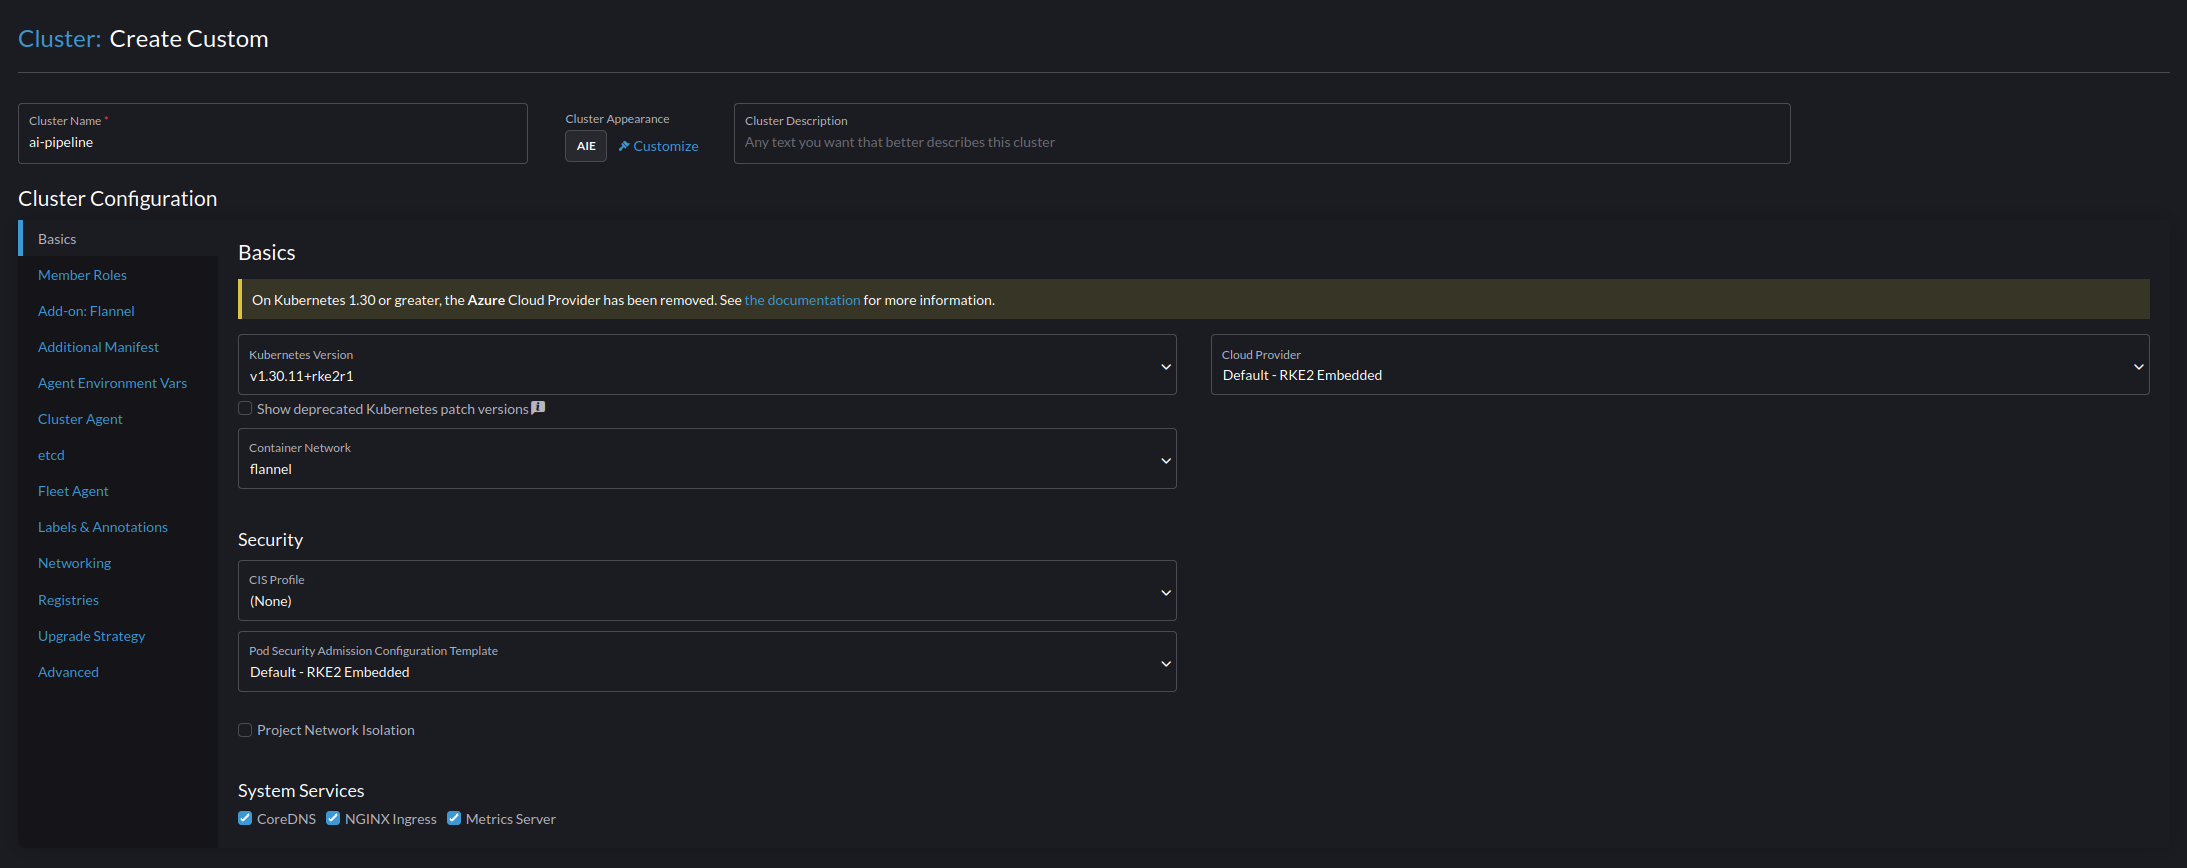 Cluster: Create Custom
Cluster Name *
ai-pipeline
Cluster Appearance
AIE
Customize
Cluster Description
Any text you want that better describes this cluster
Cluster Configuration
Basics
Member Roles
Add-on: Flannel
Additional Manifest
Agent Environment Vars
Cluster Agent
etcd
Fleet Agent
Labels & Annotations
Networking
Registries
Upgrade Strategy
Advanced
Basics
On Kubernetes 1.30 or greater, the Azure Cloud Provider has been removed. See the documentation for more information.
Kubernetes Version
v1.30.11+rke2r1
Cloud Provider
Default - RKE2 Embedded
Show deprecated Kubernetes patch versions
Container Network
flannel
Security
CIS Profile
(None)
Pod Security Admission Configuration Template
Default - RKE2 Embedded
Project Network Isolation
System Services
CoreDNS NGINX Ingress Metrics Server